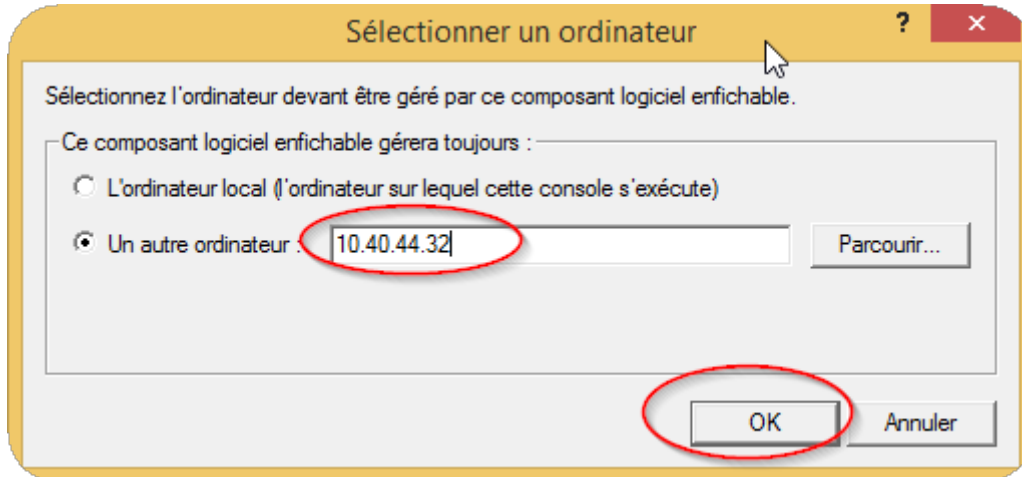 Sélectionner un ordinateur
?
Sélectionnez l'ordinateur devant être géré par ce composant logiciel enfichable.
Ce composant logiciel enfichable gérera toujours :
L'ordinateur local (l'ordinateur sur lequel cette console s'exécute)
Un autre ordinateur : 10.40.44.32 Parcourir...
OK Annuler